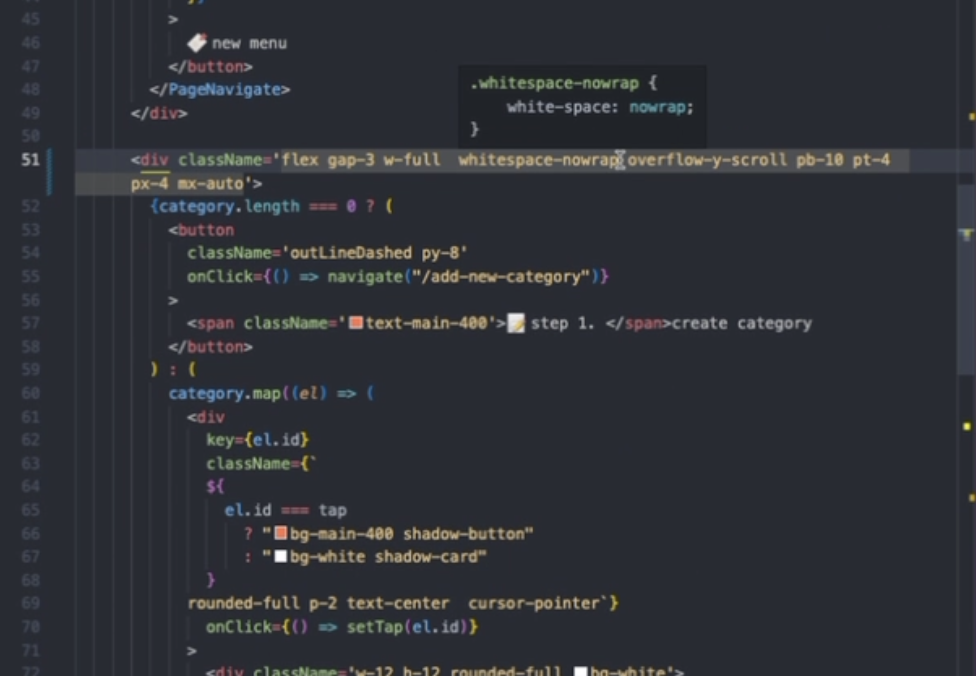 45 >
46 new menu
47 </button>
48 </PageNavigate>
49 </div>
50
.whitespace-nowrap {
white-space: nowrap;
}
51 <div className='flex gap-3 w-full  whitespace-nowrap overflow-y-scroll pb-10 pt-4
px-4 mx-auto'>
52 {category.length === 0 ? (
53 <button
54 className='outLineDashed py-8'
55 onClick={() => navigate("/add-new-category")}
56 >
57 <span className='text-main-400'>📝 step 1. </span>create category
58 </button>
59 ) : (
60 category.map((el) => (
61 <div
62 key={el.id}
63 className={`
64 ${
65 el.id === tap
66 ? "bg-main-400 shadow-button"
67 : "bg-white shadow-card"
68 }
69 rounded-full p-2 text-center  cursor-pointer`}
70 onClick={() => setTap(el.id)}
71 >
72 <div className='w-12 h-12 rounded-full bg-white'>